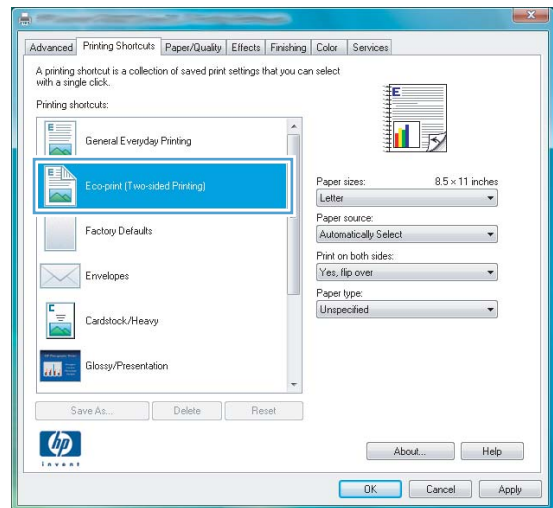 Advanced Printing Shortcuts Paper/Quality Effects Finishing Color Services
A printing shortcut is a collection of saved print settings that you can select
with a single click.
Printing shortcuts:
General Everyday Printing
Eco-print (Two-sided Printing)
Factory Defaults
Envelopes
Cardstock/Heavy
Glossy/Presentation
E
E
E
C
Paper sizes: 8.5 × 11 inches
Letter
Paper source:
Automatically Select
Print on both sides:
Yes, flip over
Paper type:
Unspecified
Save As... Delete Reset
hp
invent
About... Help
OK Cancel Apply